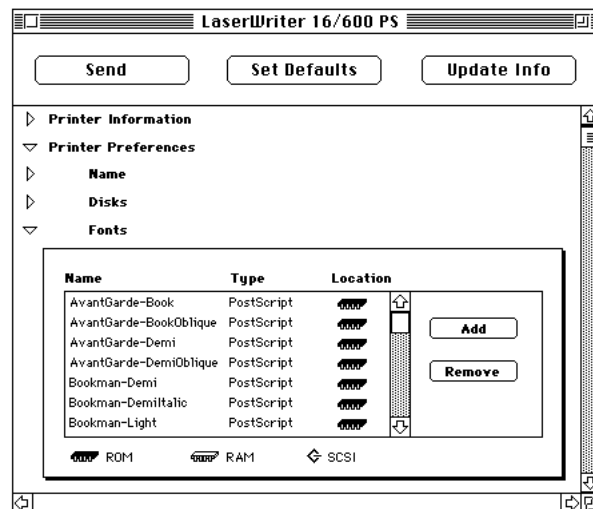 LaserWriter 16/600 PS
Send Set Defaults Update Info
Printer Information
Printer Preferences
Name
Disks
Fonts
Name Type Location
AvantGarde-Book PostScript
AvantGarde-BookOblique PostScript
AvantGarde-Demi PostScript
AvantGarde-DemiOblique PostScript
Bookman-Demi PostScript
Bookman-DemiItalic PostScript
Bookman-Light PostScript
Add
Remove
ROM RAM SCSI